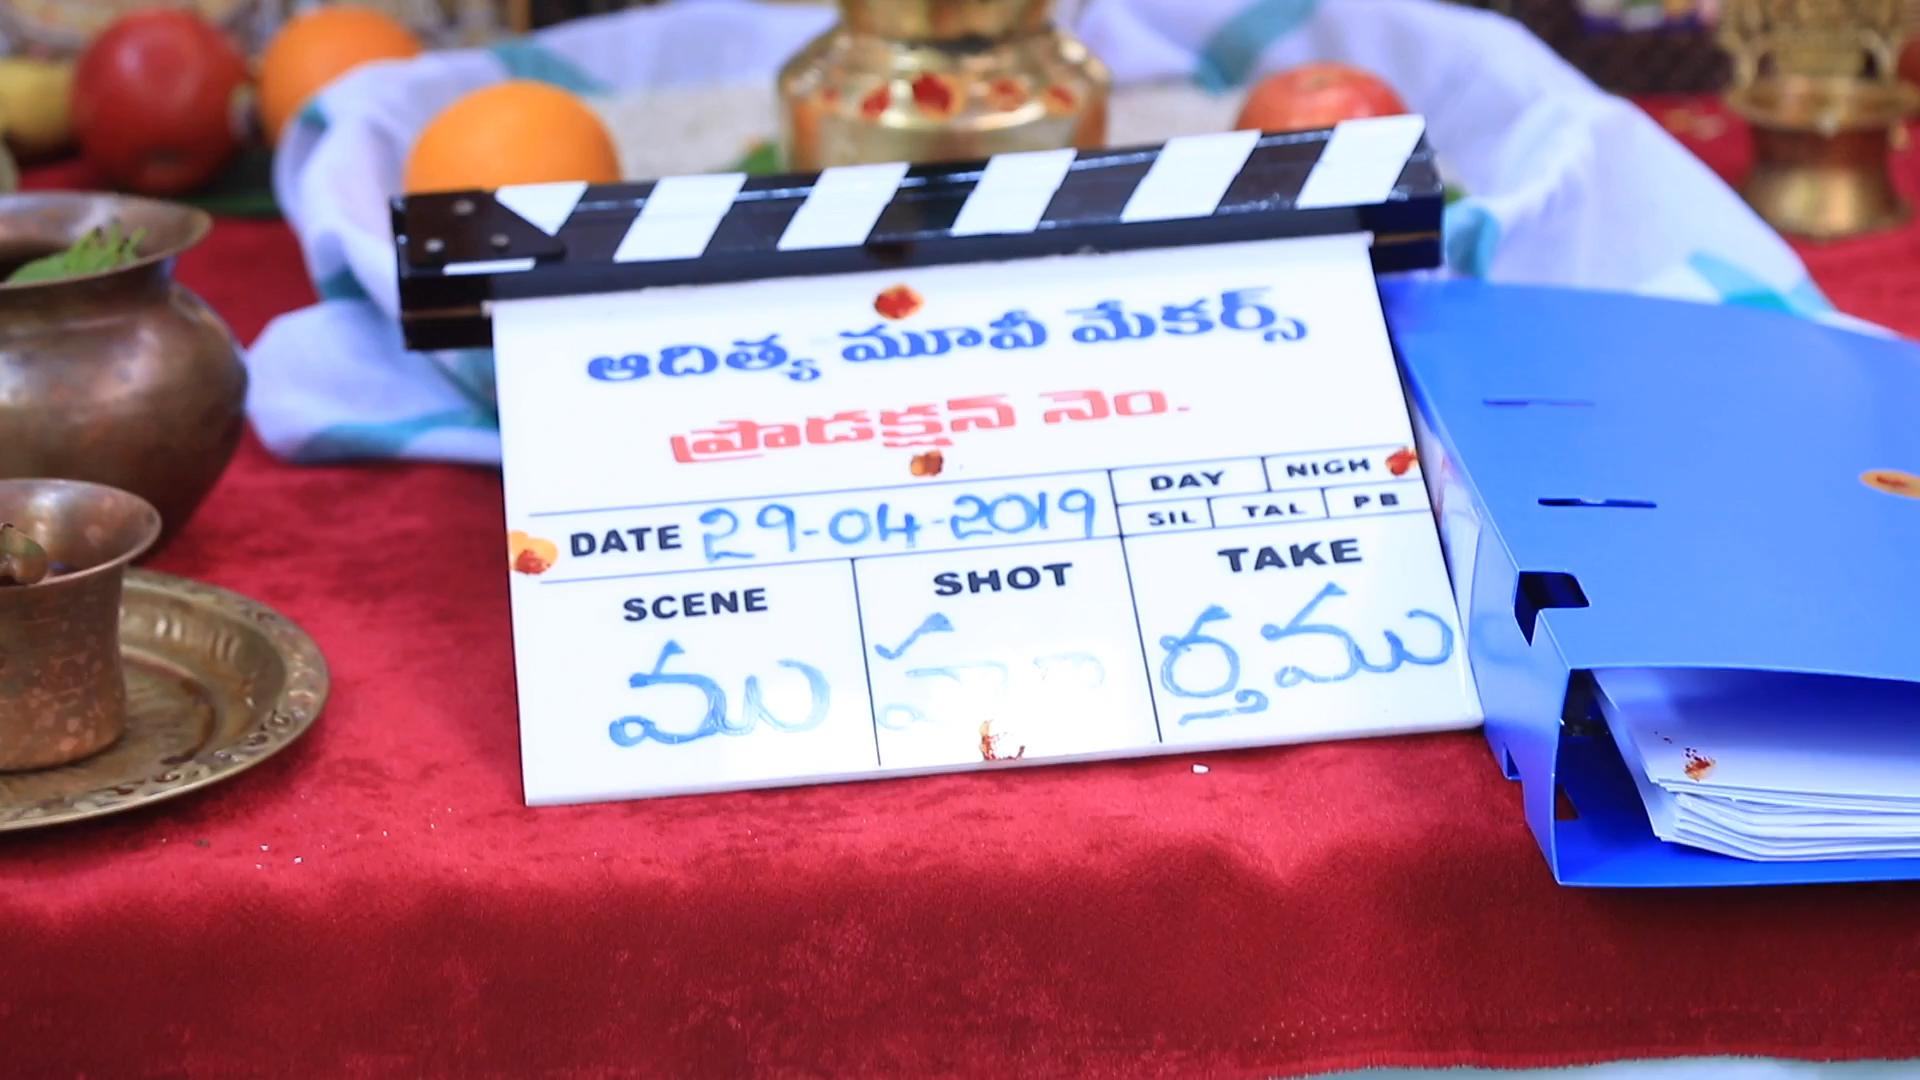 ఆదిత్య మూవీ మేకర్స్
ప్రొడక్షన్ నెం.
DAY NIGH
DATE 29-04-2019
SIL TAL PB
SCENE SHOT TAKE
ము హూ ర్తము